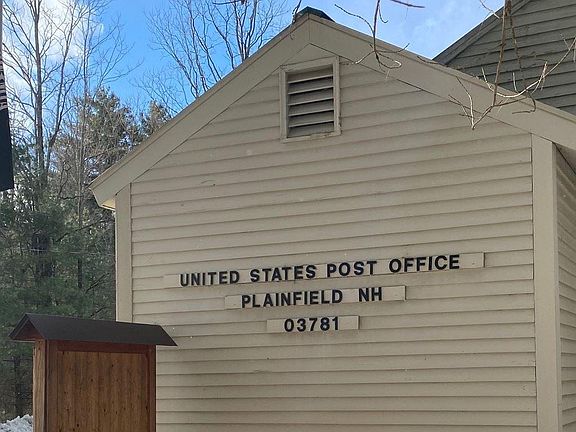 UNITED STATES POST OFFICE
PLAINFIELD NH
03781